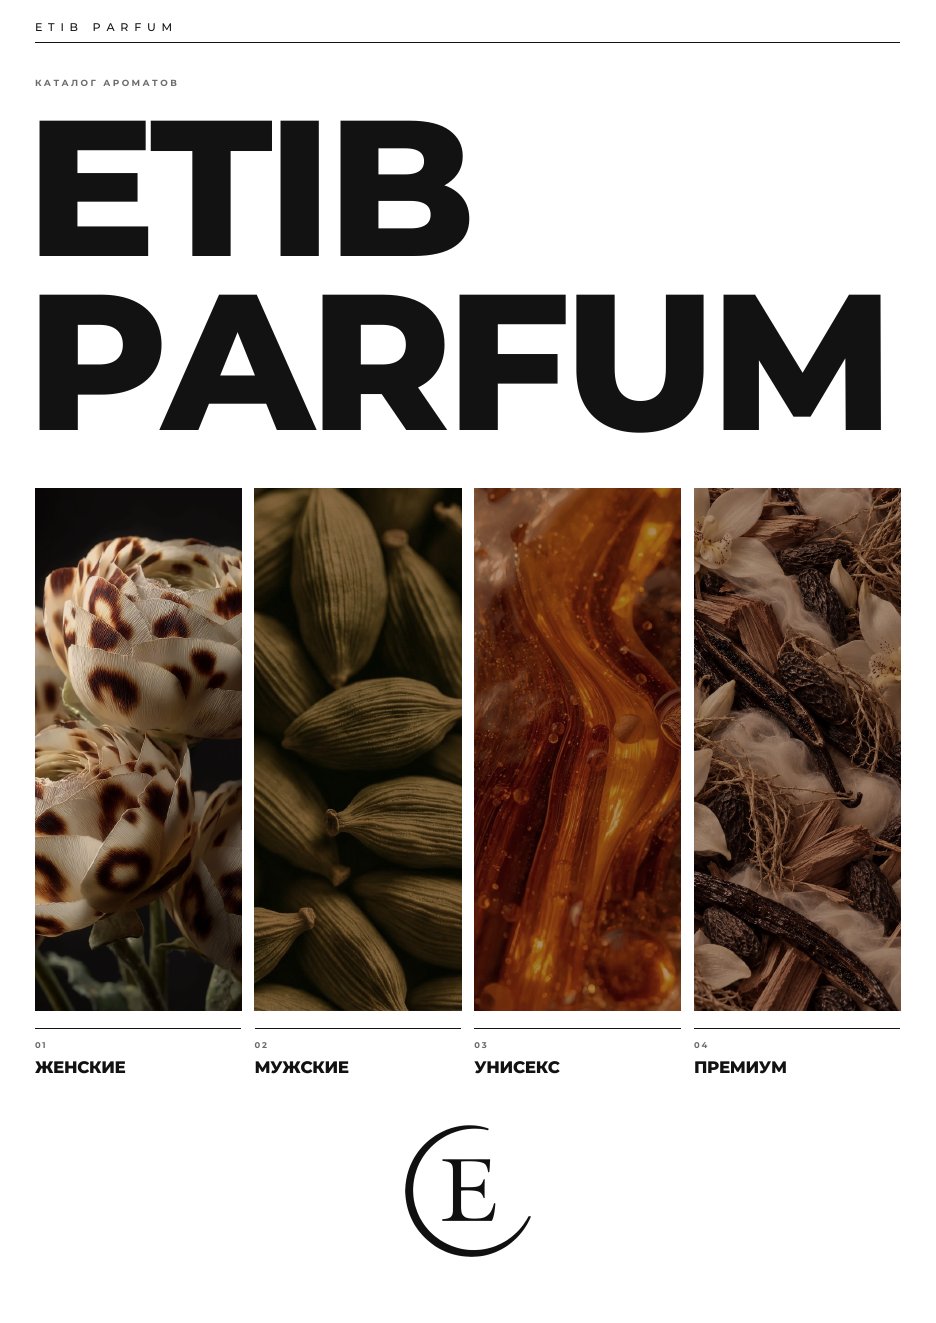 ETIB PARFUM
КАТАЛОГ АРОМАТОВ
ETIB
PARFUM
01
ЖЕНСКИЕ
02
МУЖСКИЕ
03
УНИСЕКС
04
ПРЕМИУМ
E